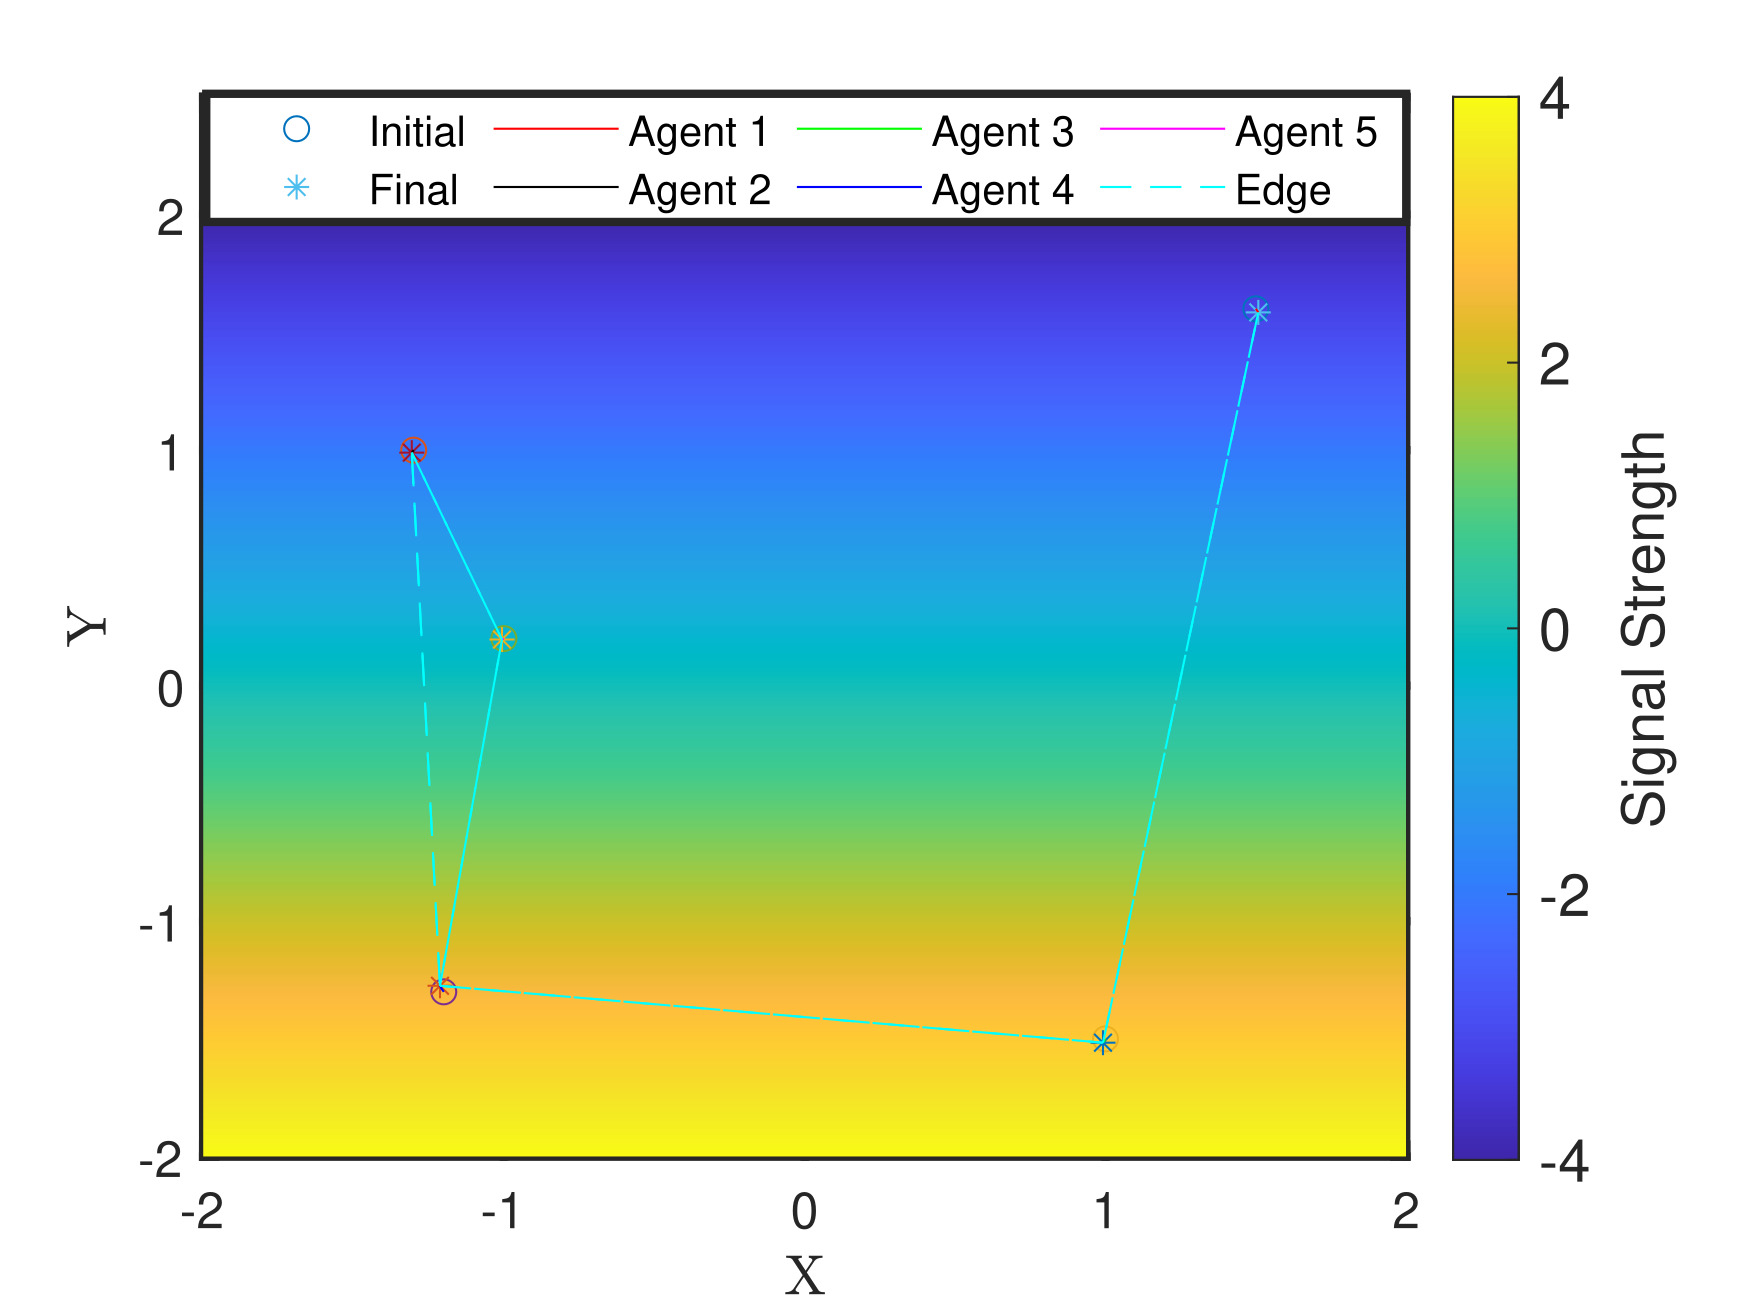 Initial Agent 1 Agent 3 Agent 5
Final Agent 2 Agent 4 Edge
2
1
0
-1
-2
Y
-2 -1 0 1 2
X
4
2
0
-2
-4
Signal Strength